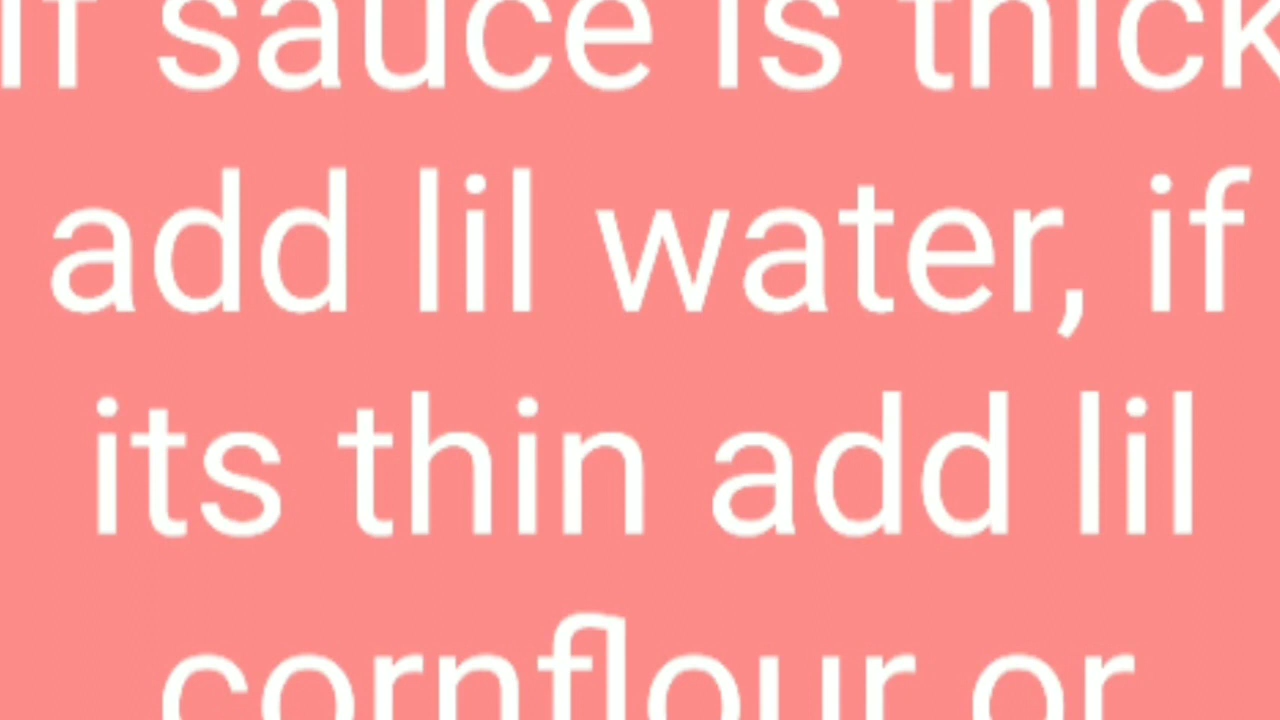 If sauce is thick
add lil water, if
its thin add lil
cornflour or